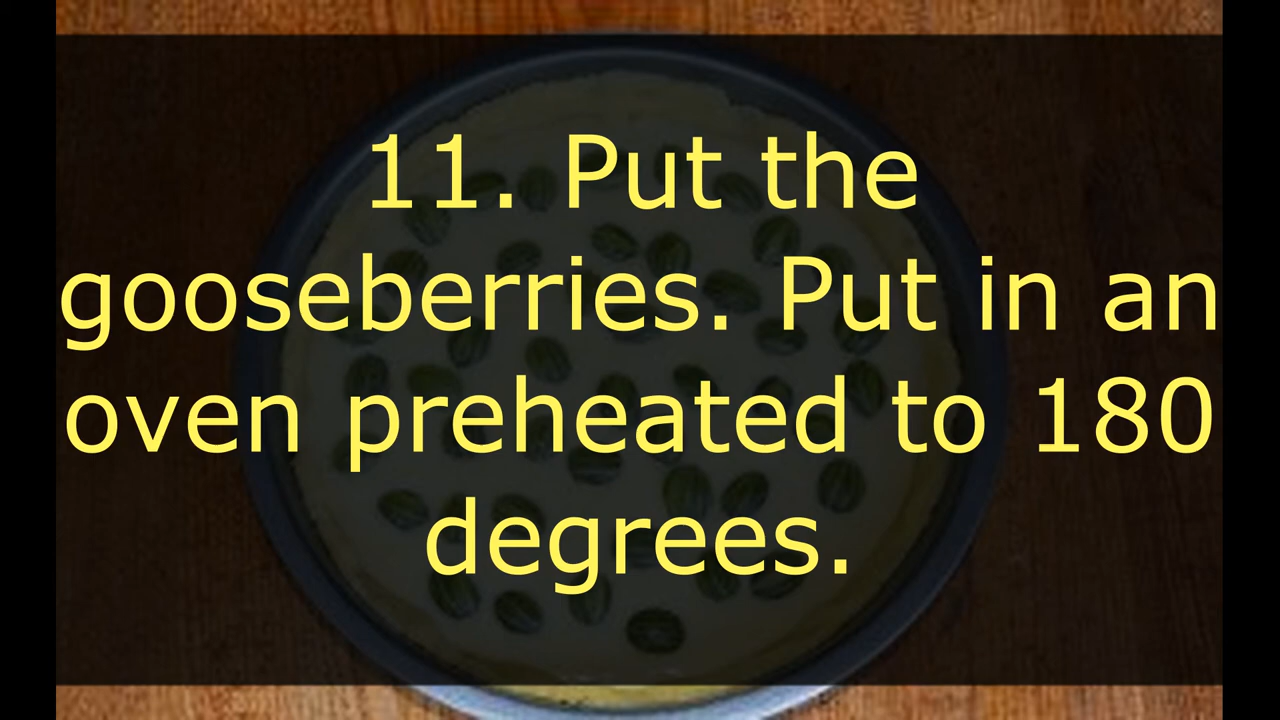 11. Put the
gooseberries. Put in an
oven preheated to 180
degrees.